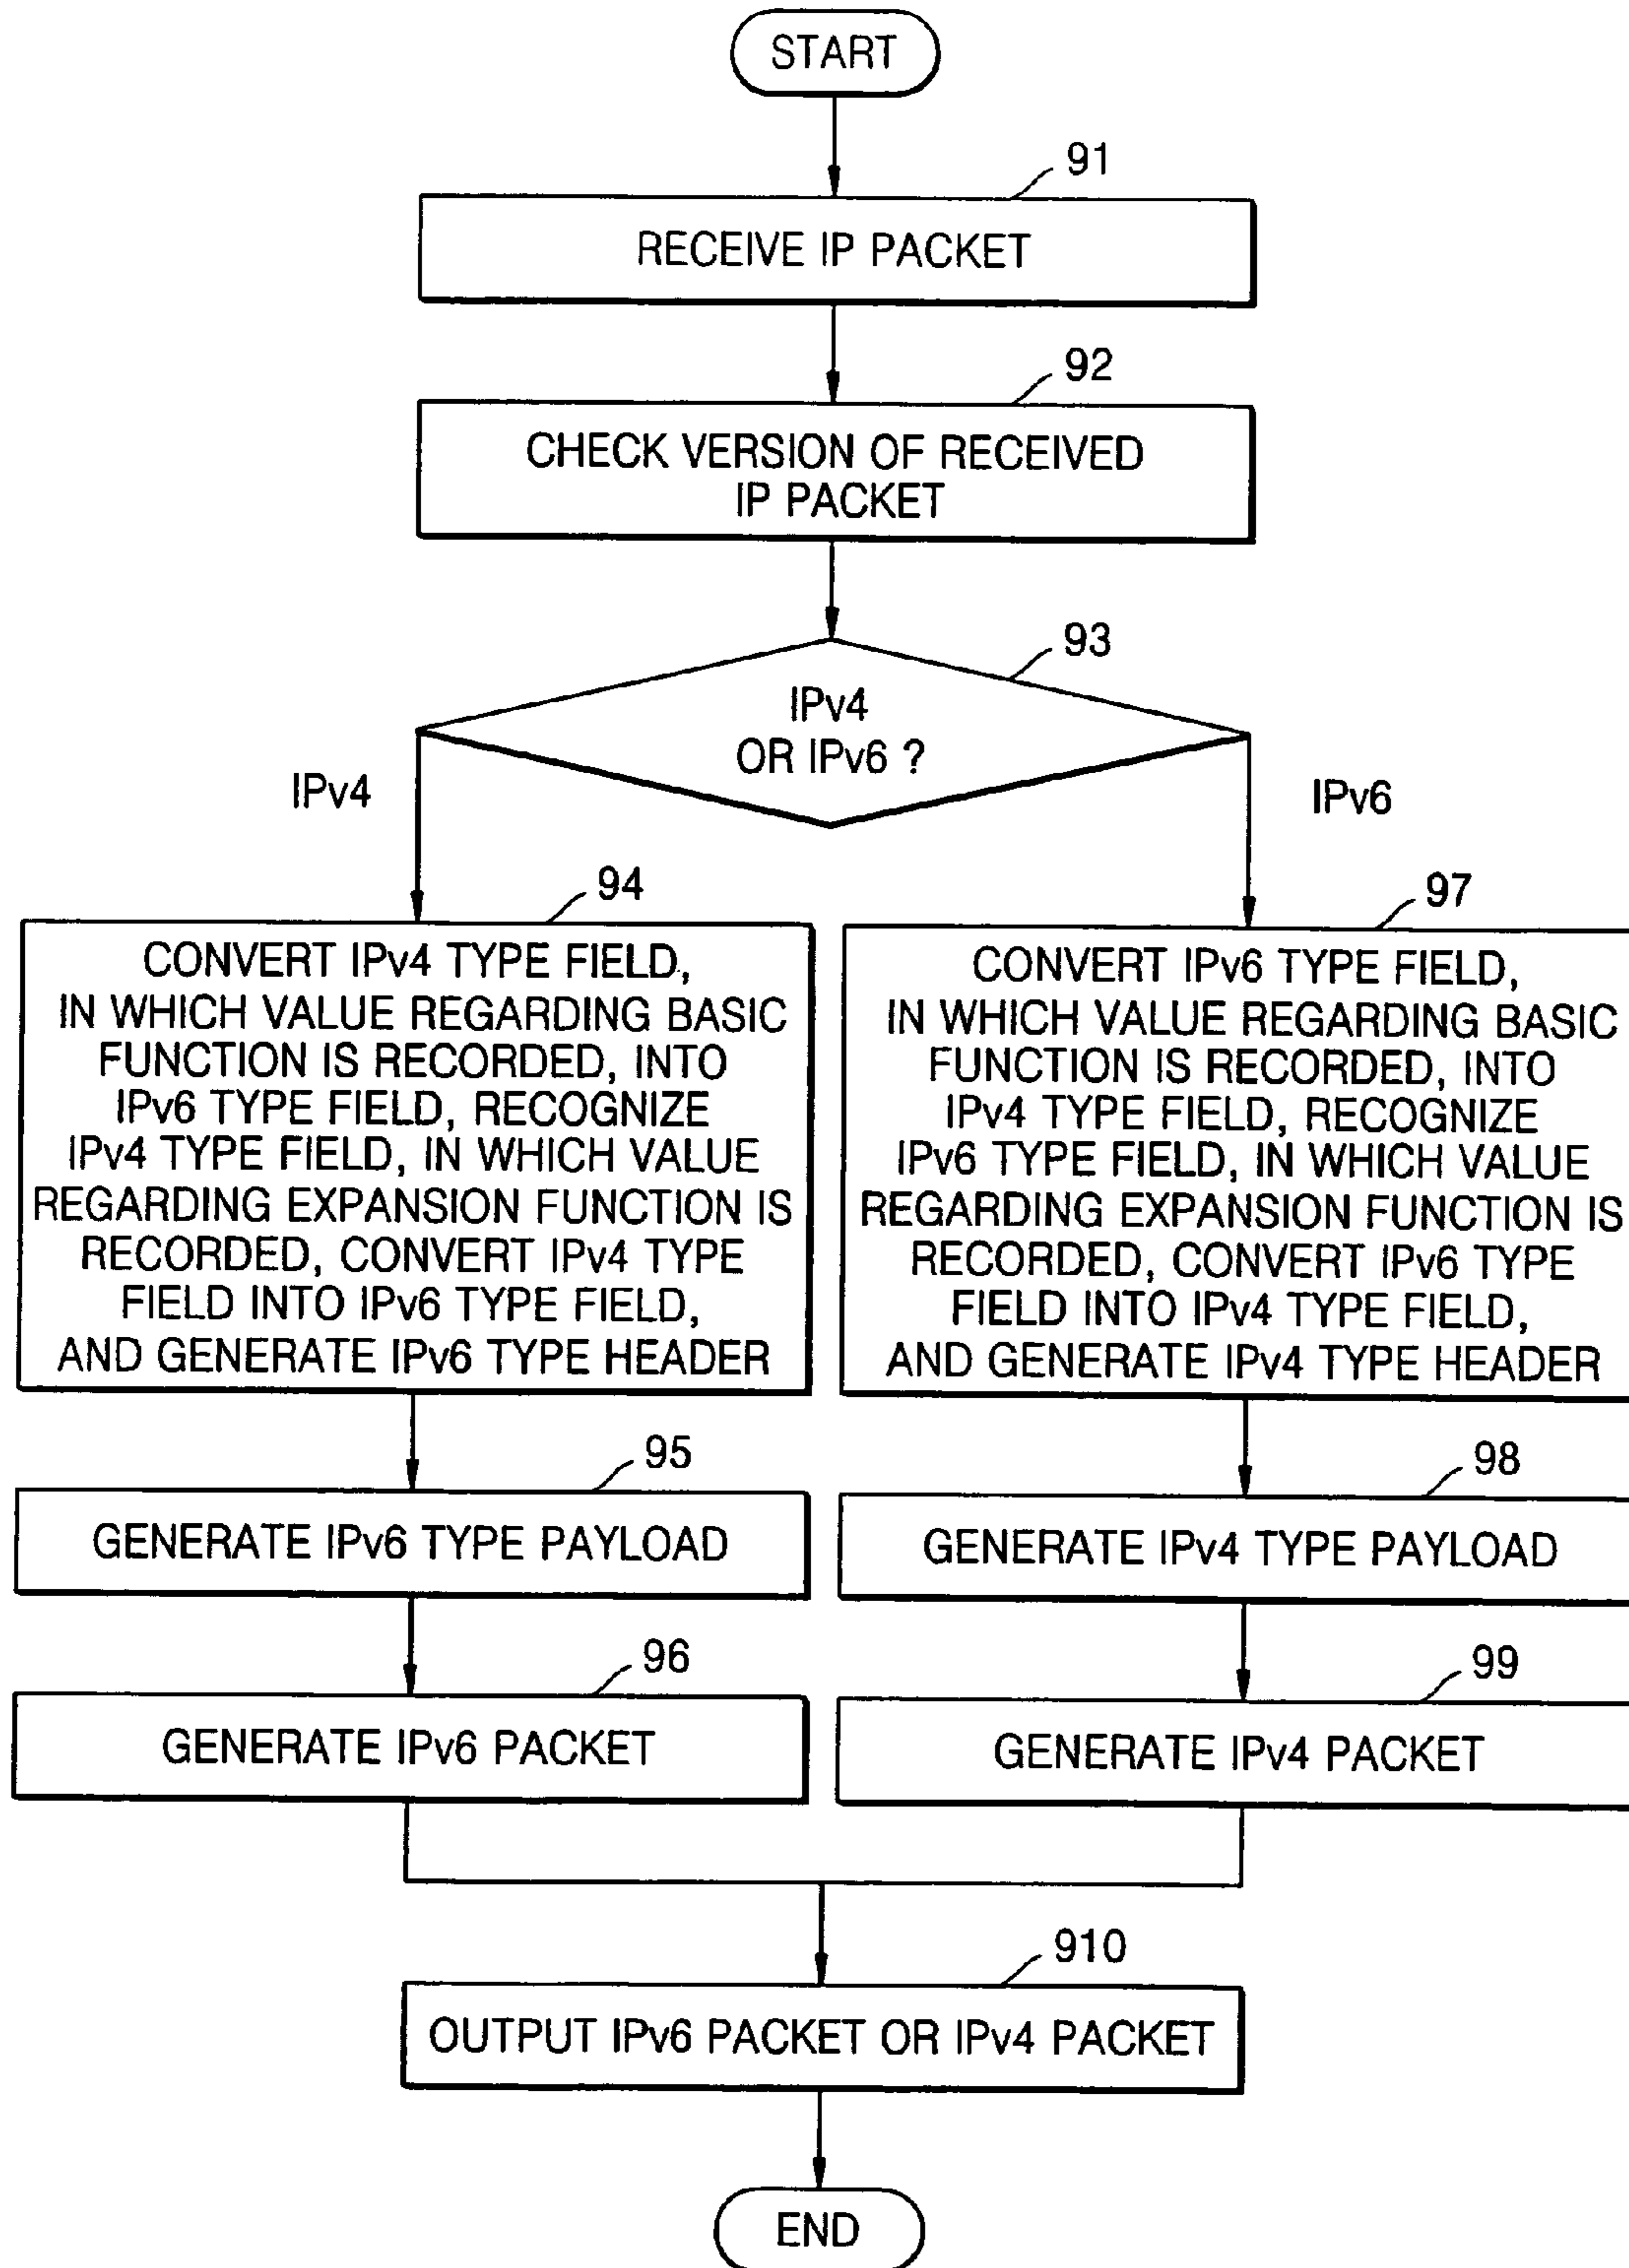 START
91
RECEIVE IP PACKET
92
CHECK VERSION OF RECEIVED
IP PACKET
93
IPv4
OR IPv6 ?
IPv4
IPv6
94
CONVERT IPv4 TYPE FIELD,
IN WHICH VALUE REGARDING BASIC
FUNCTION IS RECORDED, INTO
IPv6 TYPE FIELD, RECOGNIZE
IPv4 TYPE FIELD, IN WHICH VALUE
REGARDING EXPANSION FUNCTION IS
RECORDED, CONVERT IPv4 TYPE
FIELD INTO IPv6 TYPE FIELD,
AND GENERATE IPv6 TYPE HEADER
97
CONVERT IPv6 TYPE FIELD,
IN WHICH VALUE REGARDING BASIC
FUNCTION IS RECORDED, INTO
IPv4 TYPE FIELD, RECOGNIZE
IPv6 TYPE FIELD, IN WHICH VALUE
REGARDING EXPANSION FUNCTION IS
RECORDED, CONVERT IPv6 TYPE
FIELD INTO IPv4 TYPE FIELD,
AND GENERATE IPv4 TYPE HEADER
95
GENERATE IPv6 TYPE PAYLOAD
98
GENERATE IPv4 TYPE PAYLOAD
96
GENERATE IPv6 PACKET
99
GENERATE IPv4 PACKET
910
OUTPUT IPv6 PACKET OR IPv4 PACKET
END